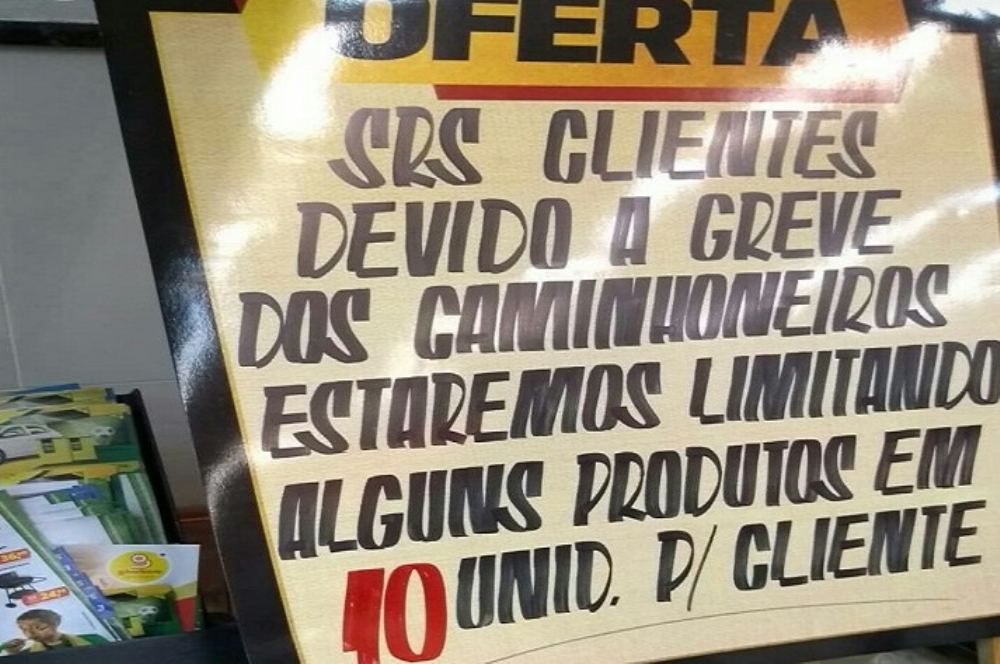 OFERTA
SRS CLIENTES
DEVIDO A GREVE
DOS CAMINHONEIROS
ESTAREMOS LIMITANDO
ALGUNS PRODUTOS EM
10 UNID. P/ CLIENTE